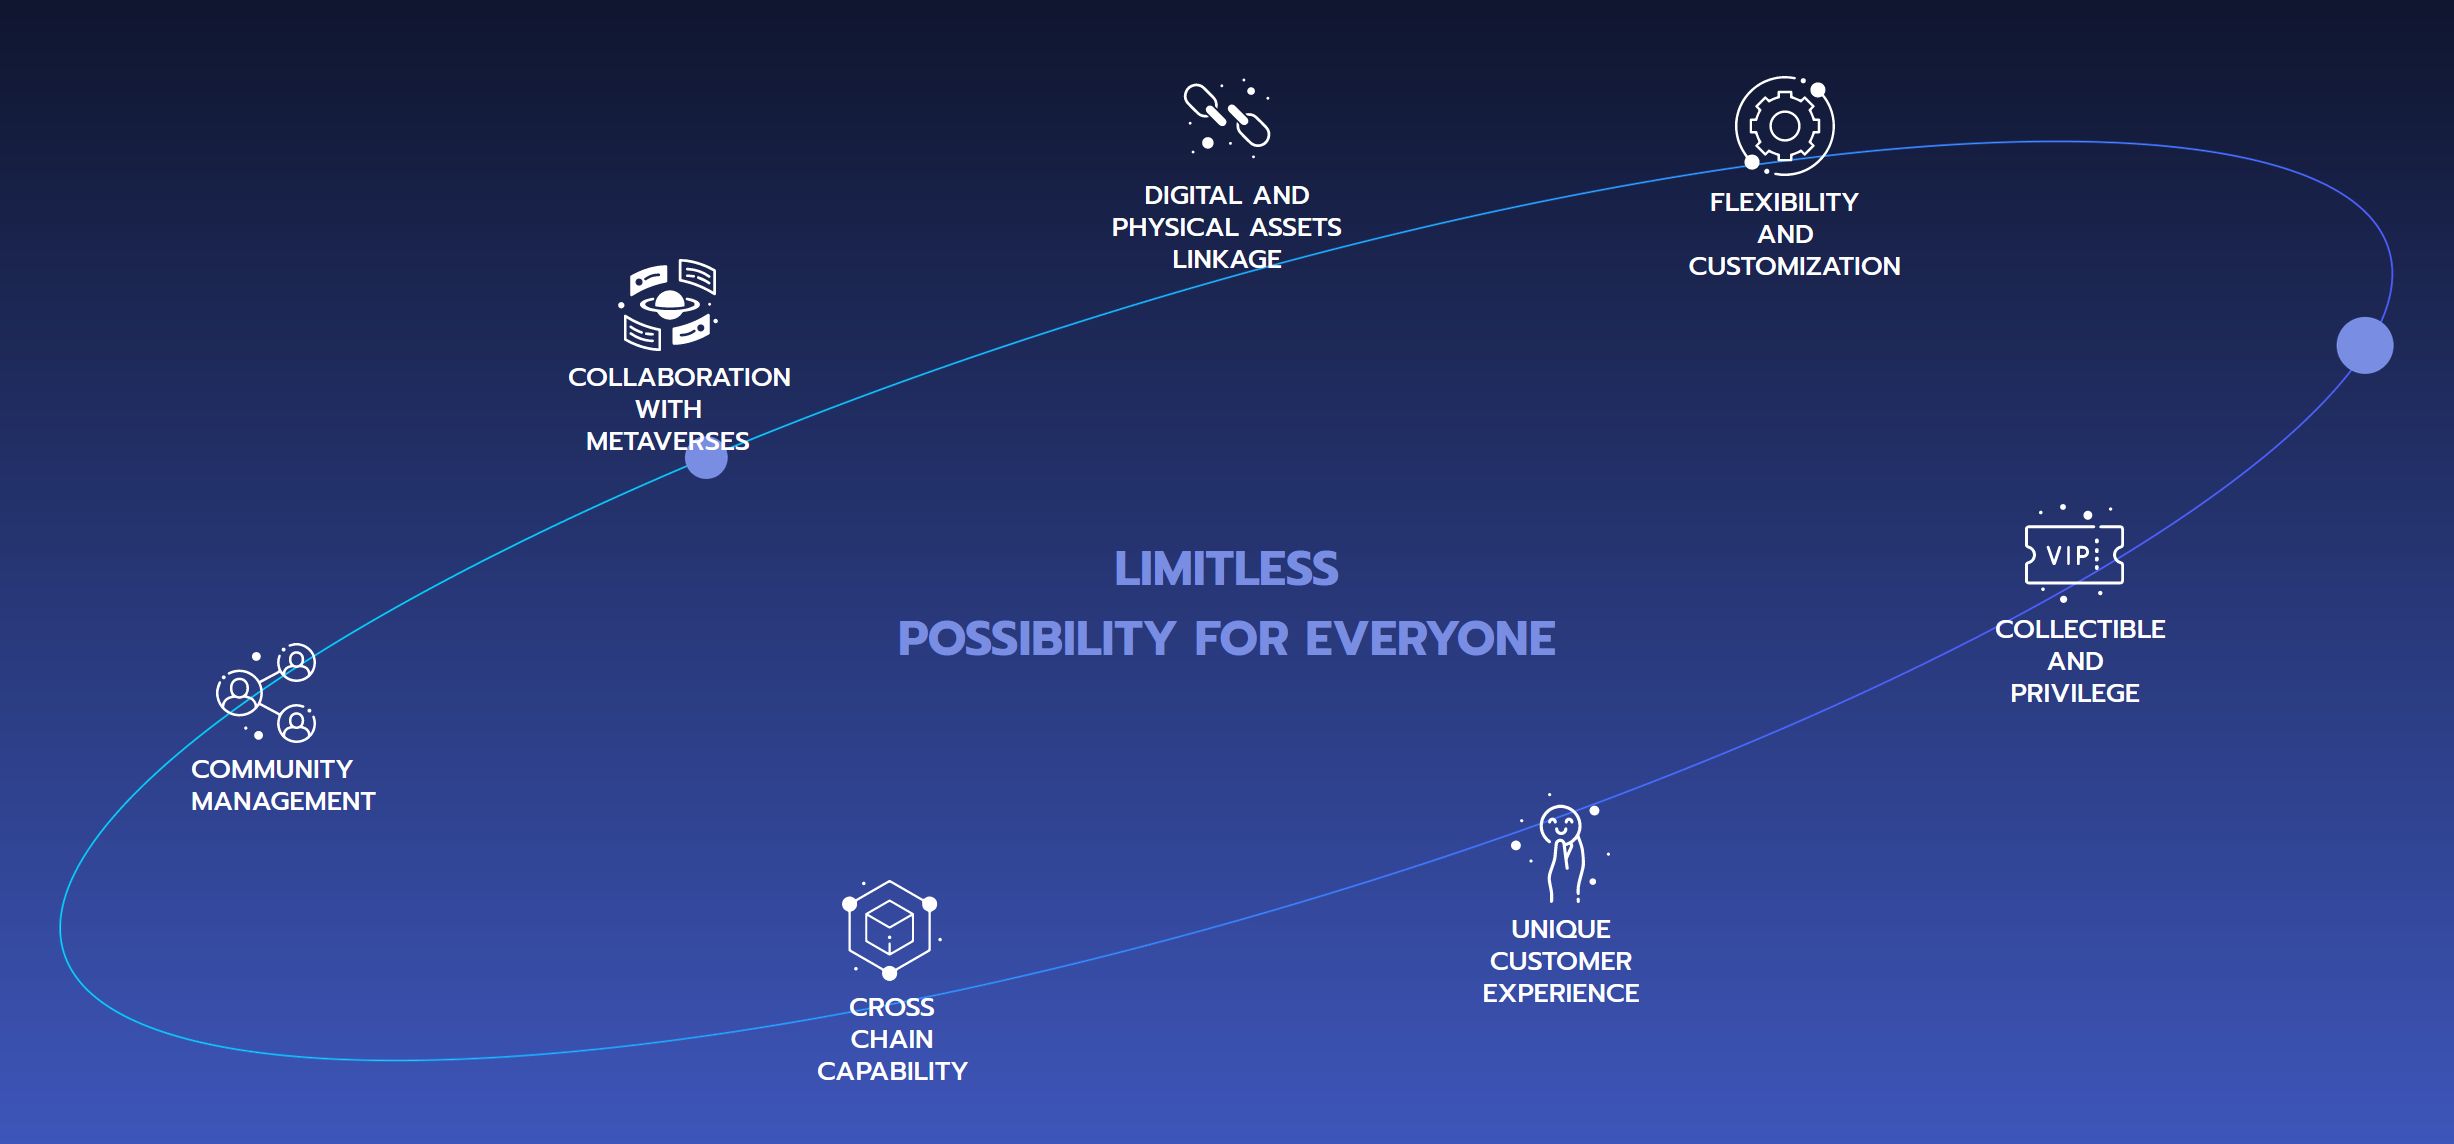 DIGITAL AND
PHYSICAL ASSETS
LINKAGE
FLEXIBILITY
AND
CUSTOMIZATION
COLLABORATION
WITH
METAVERSES
LIMITLESS
POSSIBILITY FOR EVERYONE
VIP
COLLECTIBLE
AND
PRIVILEGE
COMMUNITY
MANAGEMENT
UNIQUE
CUSTOMER
EXPERIENCE
CROSS
CHAIN
CAPABILITY